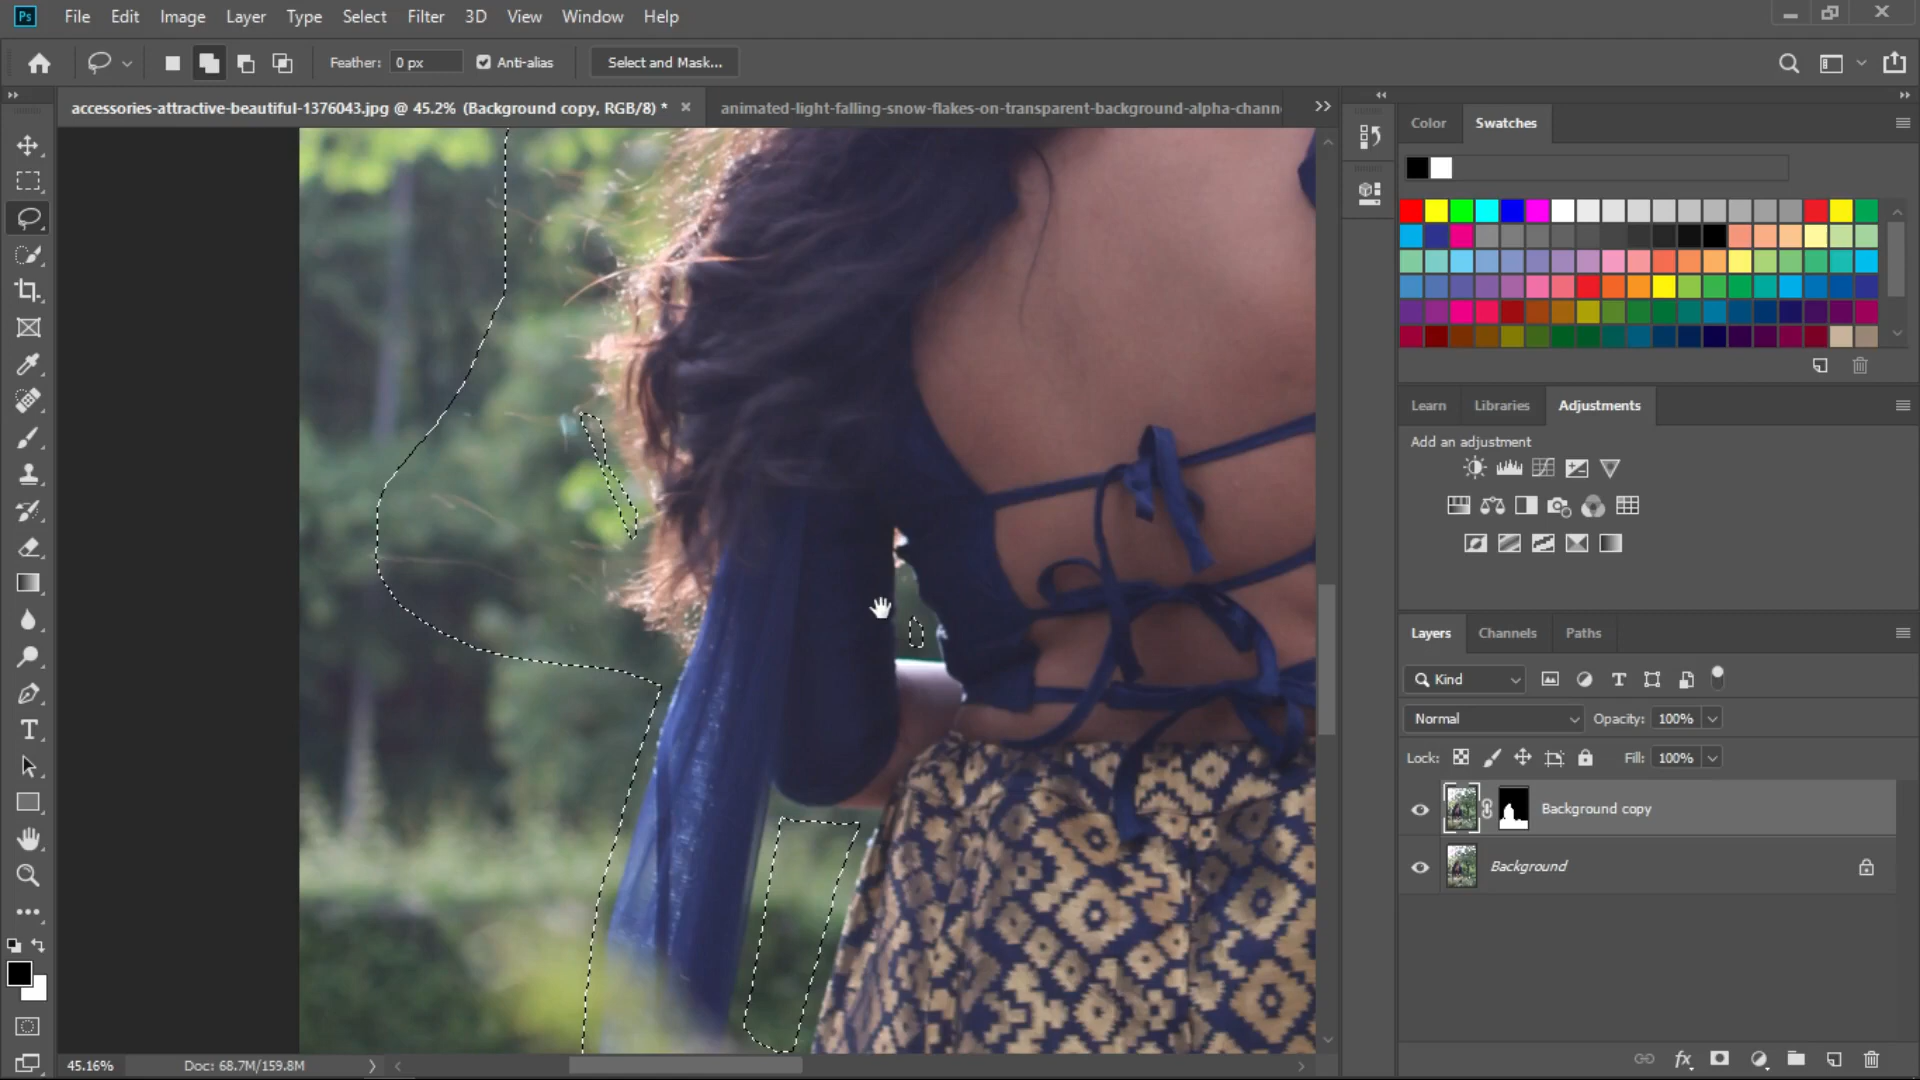 Ps File Edit Image Layer Type Select Filter 3D View Window Help
Feather: 0 px Anti-alias Select and Mask...
accessories-attractive-beautiful-1376043.jpg @ 45.2% (Background copy, RGB/8) * animated-light-falling-snow-flakes-on-transparent-background-alpha-chann
Color Swatches
Learn Libraries Adjustments
Add an adjustment
Layers Channels Paths
Kind
Normal Opacity: 100%
Lock: Fill: 100%
Background copy
Background
45.16% Doc: 68.7M/159.8M